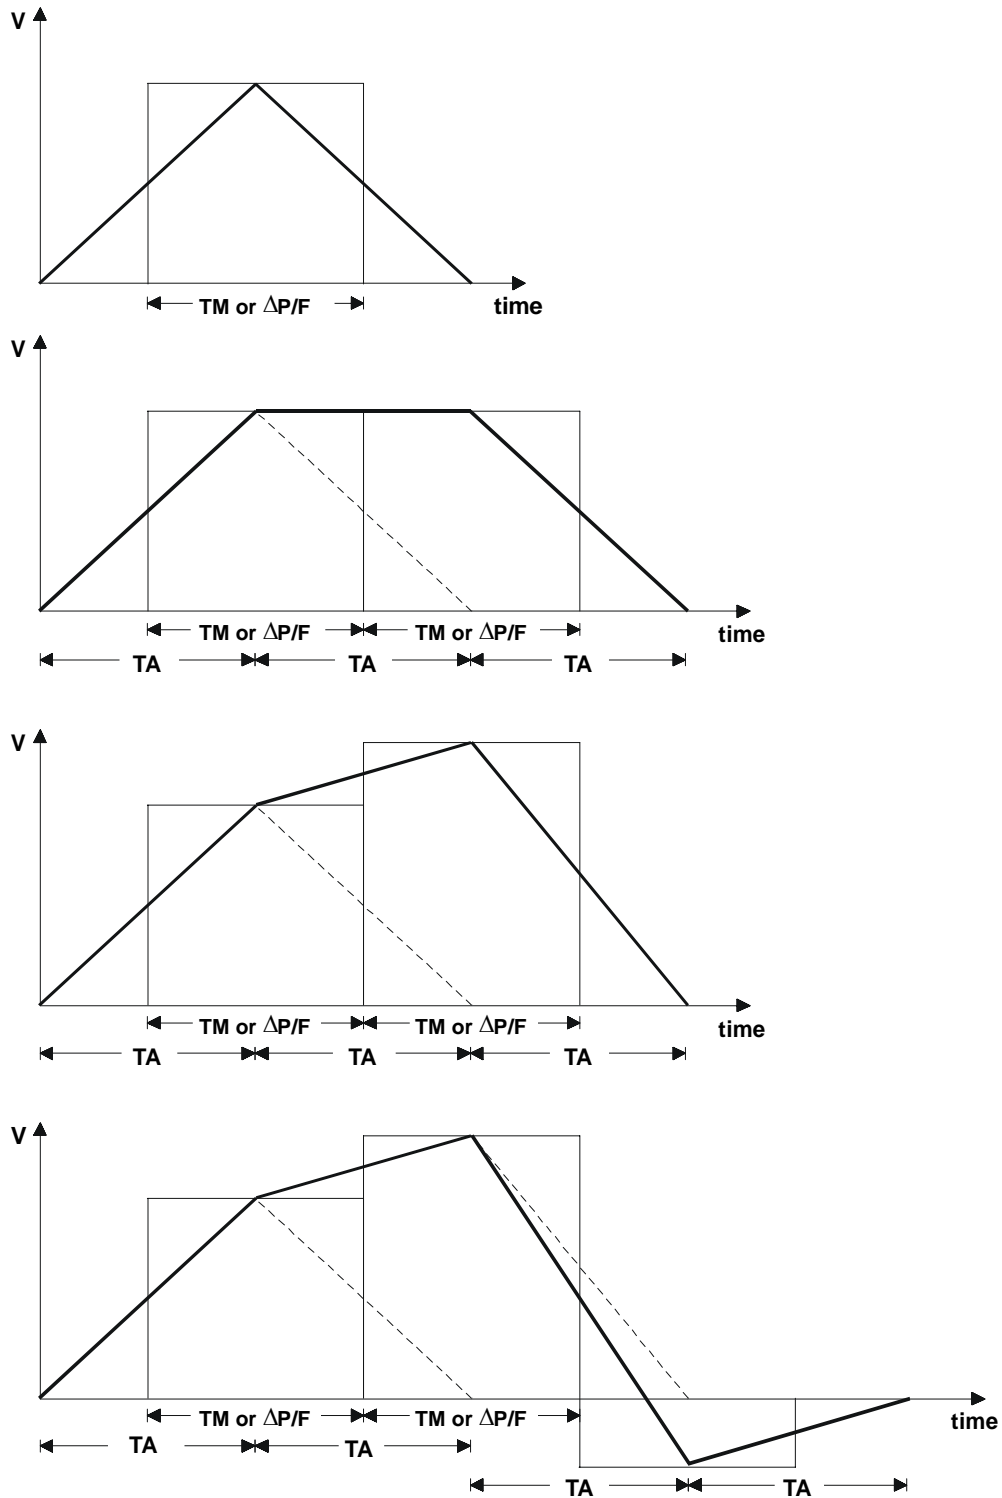 V
TM or ΔP/F
time
V
TM or ΔP/F TM or ΔP/F
time
TA TA TA
V
TM or ΔP/F TM or ΔP/F
time
TA TA TA
V
TM or ΔP/F TM or ΔP/F
time
TA TA
TA TA